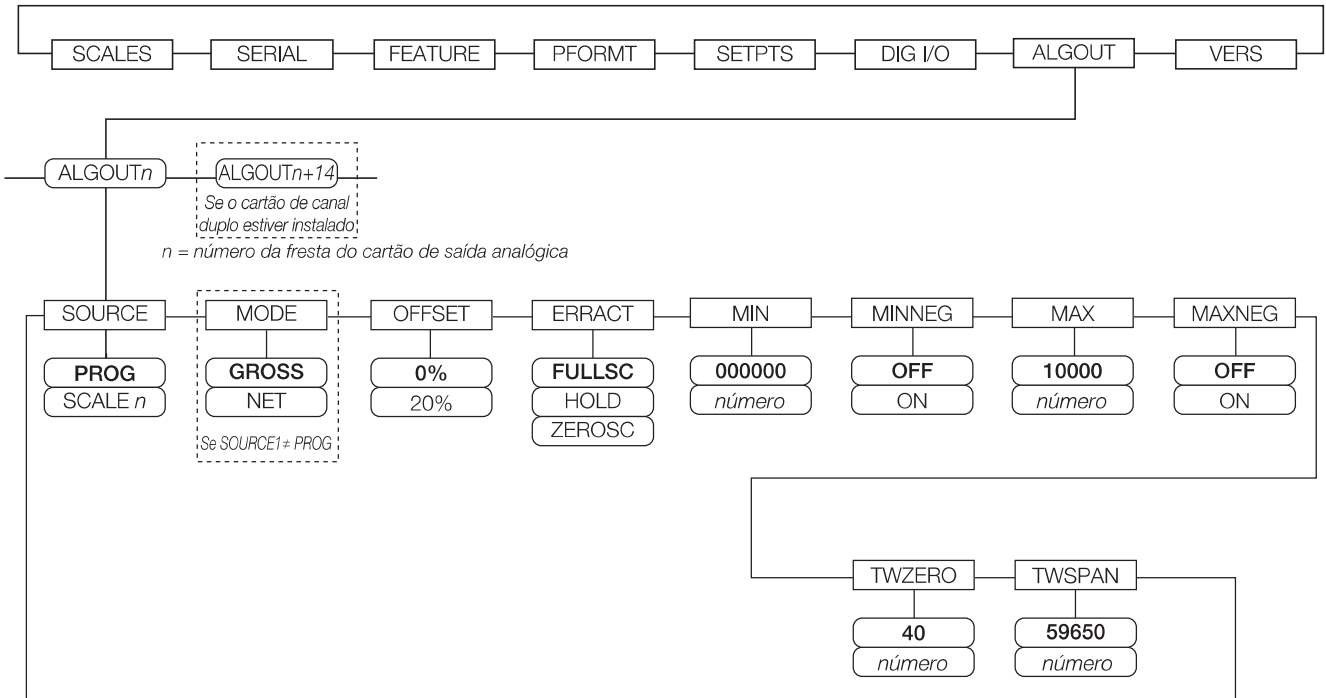 SCALES SERIAL FEATURE PFORMT SETPTS DIG I/O ALGOUT VERS
ALGOUTn ALGOUTn+14
Se o cartão de canal
duplo estiver instalado
n = número da fresta do cartão de saída analógica
SOURCE MODE OFFSET ERRACT MIN MINNEG MAX MAXNEG
PROG GROSS 0% FULLSC 000000 OFF 10000 OFF
SCALE n NET 20% HOLD número ON número ON
ZEROSC
Se SOURCE1≠ PROG
TWZERO TWSPAN
40 59650
número número